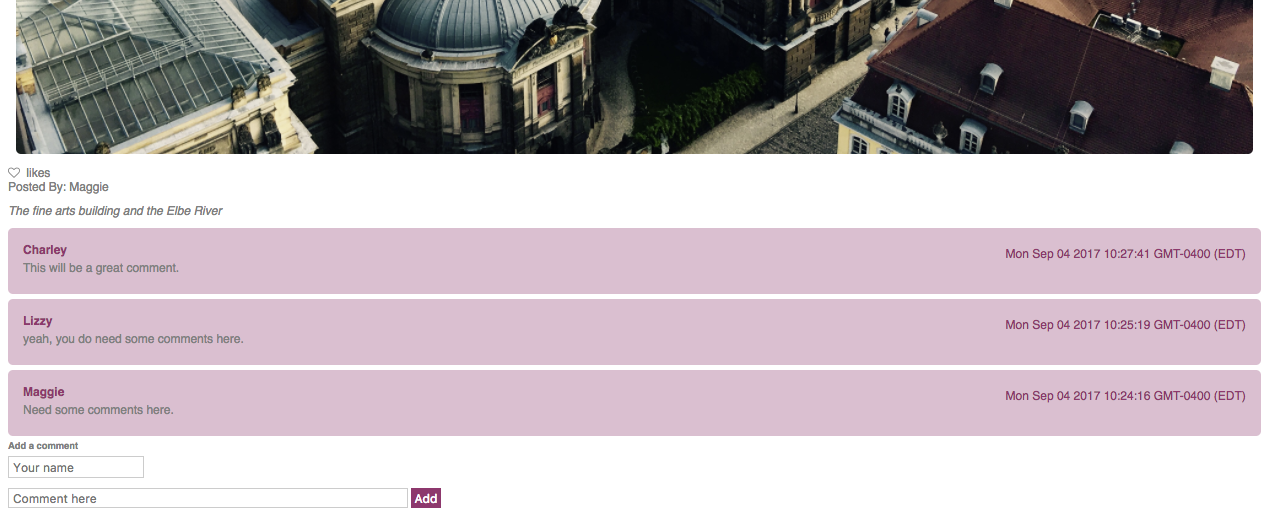 likes
Posted By: Maggie
The fine arts building and the Elbe River
Charley
Mon Sep 04 2017 10:27:41 GMT-0400 (EDT)
This will be a great comment.
Lizzy
Mon Sep 04 2017 10:25:19 GMT-0400 (EDT)
yeah, you do need some comments here.
Maggie
Mon Sep 04 2017 10:24:16 GMT-0400 (EDT)
Need some comments here.
Add a comment
Your name
Comment here
Add